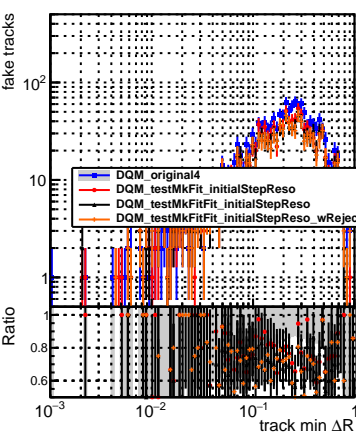 fake tracks
10²
10
1
DQM_original4
DQM_testMkFit_initialStepReso
DQM_testMkFitFit_initialStepReso
DQM_testMkFitFit_initialStepReso_wRejec
Ratio
1
0.8
0.6
10⁻³ 10⁻² 10⁻¹ 1
track min ΔR